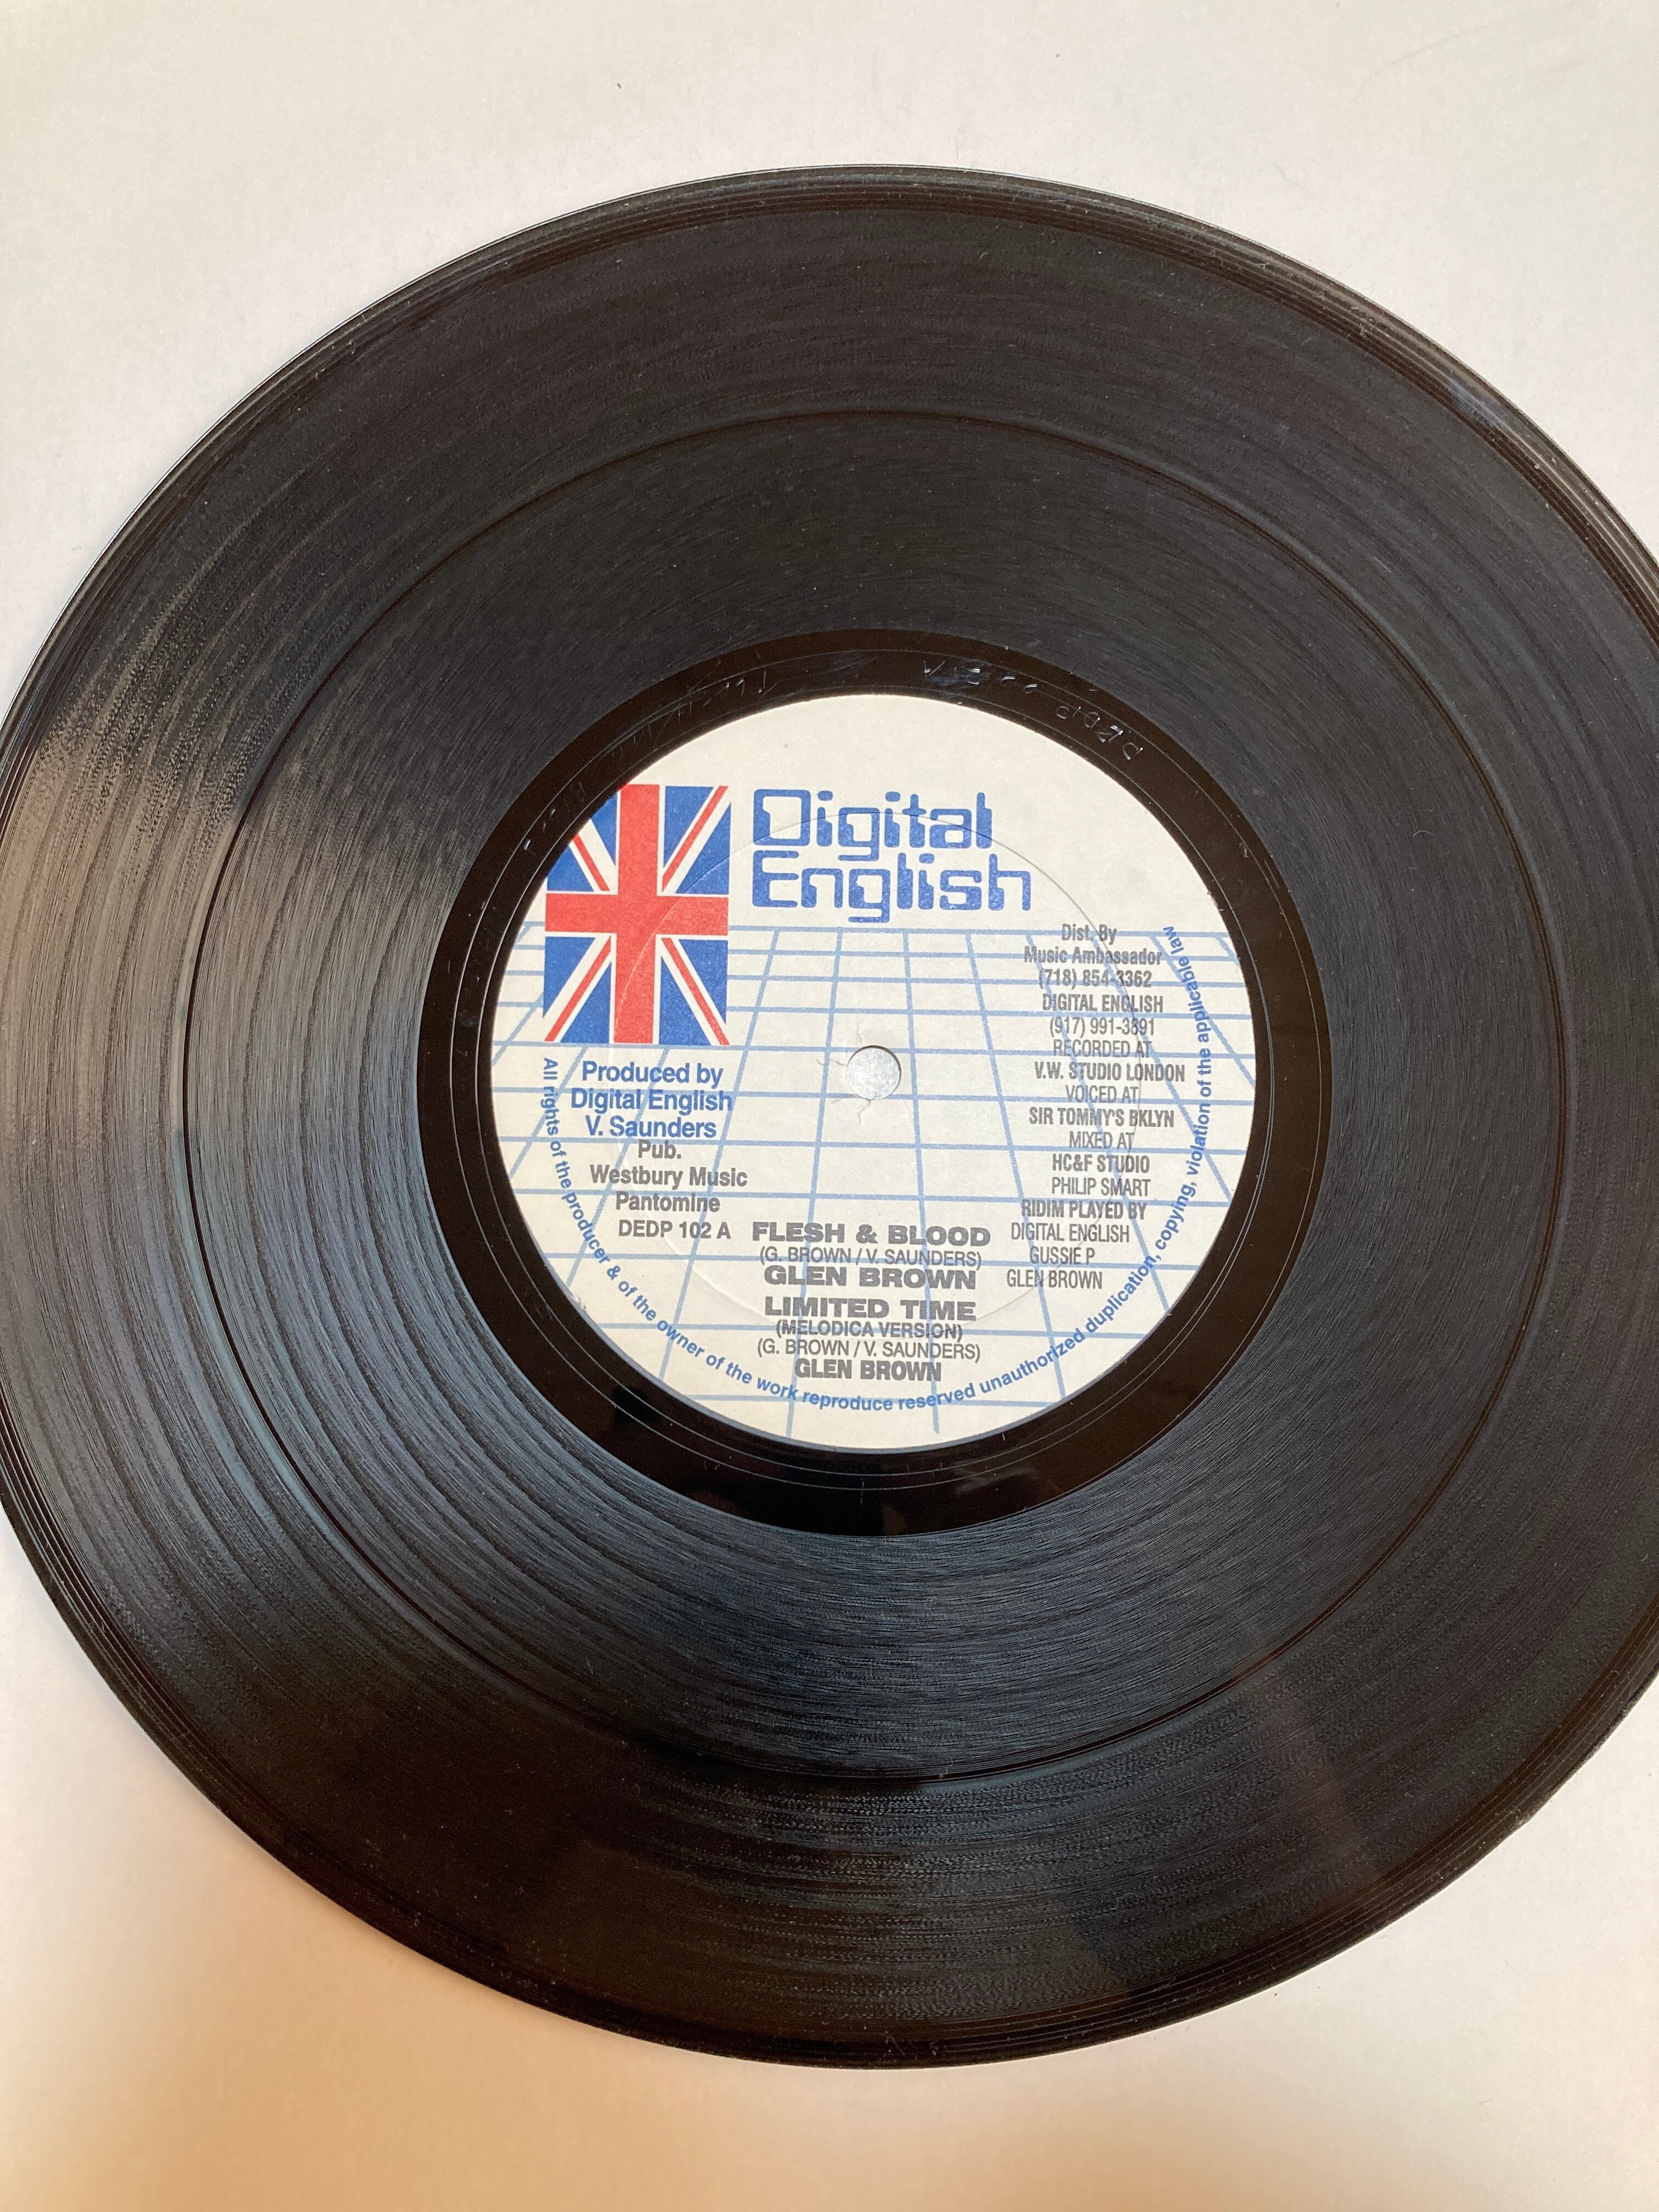 Digital
English
Dist. By
Music Ambassador
(718) 854-3362
DIGITAL ENGLISH
(917) 991-3891
RECORDED AT
V.W. STUDIO LONDON
VOICED AT
SIR TOMMY'S BKLYN
MIXED AT
HC&F STUDIO
PHILIP SMART
RIDIM PLAYED BY
DIGITAL ENGLISH
GUSSIE P
GLEN BROWN
Produced by
Digital English
V. Saunders
Pub.
Westbury Music
Pantomine
DEDP 102 A
FLESH & BLOOD
(G. BROWN / V. SAUNDERS)
GLEN BROWN
LIMITED TIME
(MELODICA VERSION)
(G. BROWN / V. SAUNDERS)
GLEN BROWN
All rights of the producer & of the owner of the work reproduce reserved unauthorized duplication, copying, violation of the applicable law